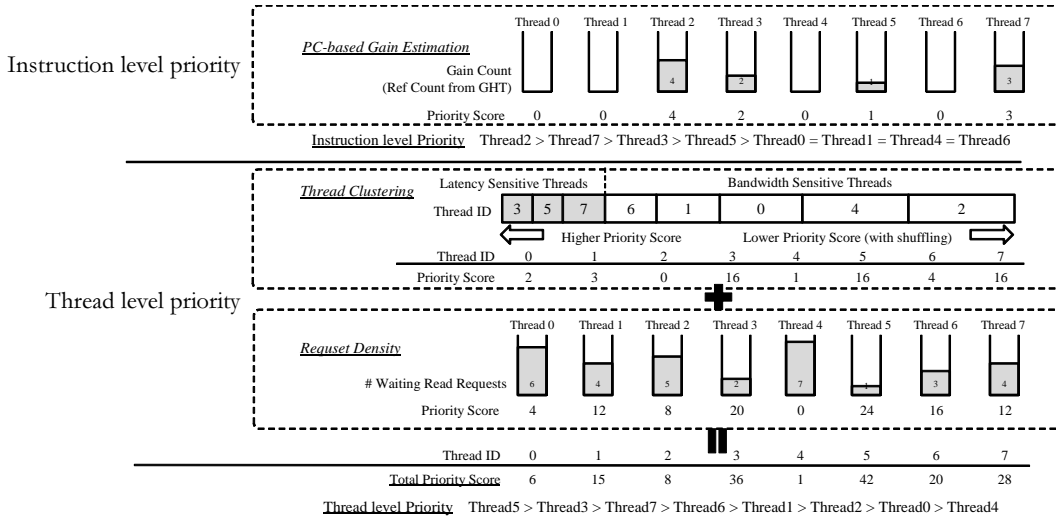 Thread 0 Thread 1 Thread 2 Thread 3 Thread 4 Thread 5 Thread 6 Thread 7
PC-based Gain Estimation
Instruction level priority
Gain Count
(Ref Count from GHT)
4 2 1 3
Priority Score 0 0 4 2 0 1 0 3
Instruction level Priority Thread2 > Thread7 > Thread3 > Thread5 > Thread0 = Thread1 = Thread4 = Thread6
Thread Clustering
Latency Sensitive Threads Bandwidth Sensitive Threads
Thread ID 3 5 7 6 1 0 4 2
Higher Priority Score Lower Priority Score (with shuffling)
Thread ID 0 1 2 3 4 5 6 7
Priority Score 2 3 0 16 1 16 4 16
Thread level priority
Thread 0 Thread 1 Thread 2 Thread 3 Thread 4 Thread 5 Thread 6 Thread 7
Requset Density
# Waiting Read Requests 6 4 5 2 7 1 3 4
Priority Score 4 12 8 20 0 24 16 12
Thread ID 0 1 2 3 4 5 6 7
Total Priority Score 6 15 8 36 1 42 20 28
Thread level Priority Thread5 > Thread3 > Thread7 > Thread6 > Thread1 > Thread2 > Thread0 > Thread4